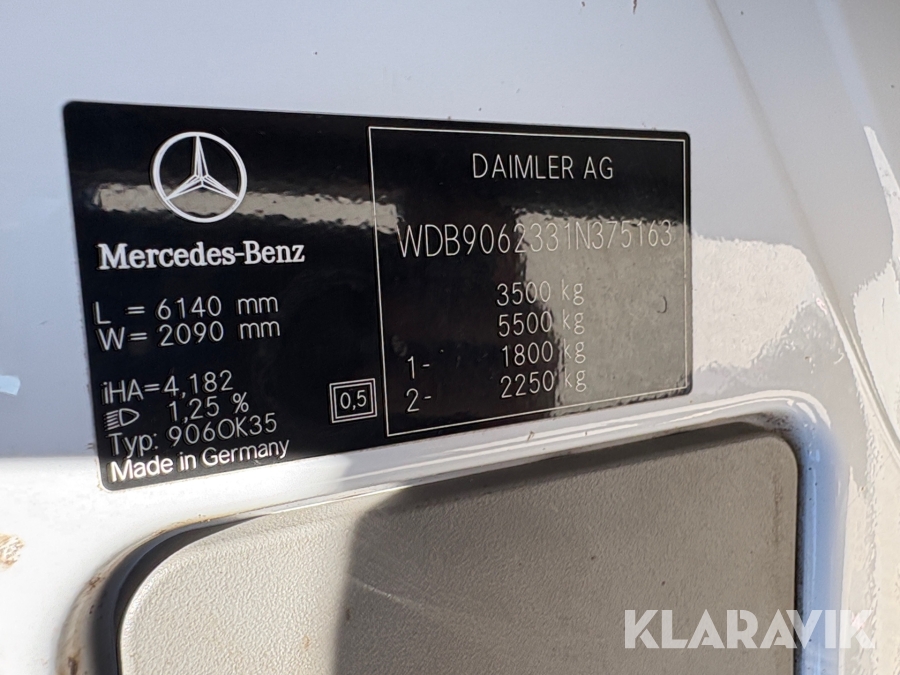 Mercedes-Benz
L = 6140 mm
W = 2090 mm
iHA=4,182
1,25 %
Typ: 906OK35
Made in Germany
0,5
DAIMLER AG
WDB9062331N375163
3500 kg
5500 kg
1- 1800 kg
2- 2250 kg
KLARAVIK